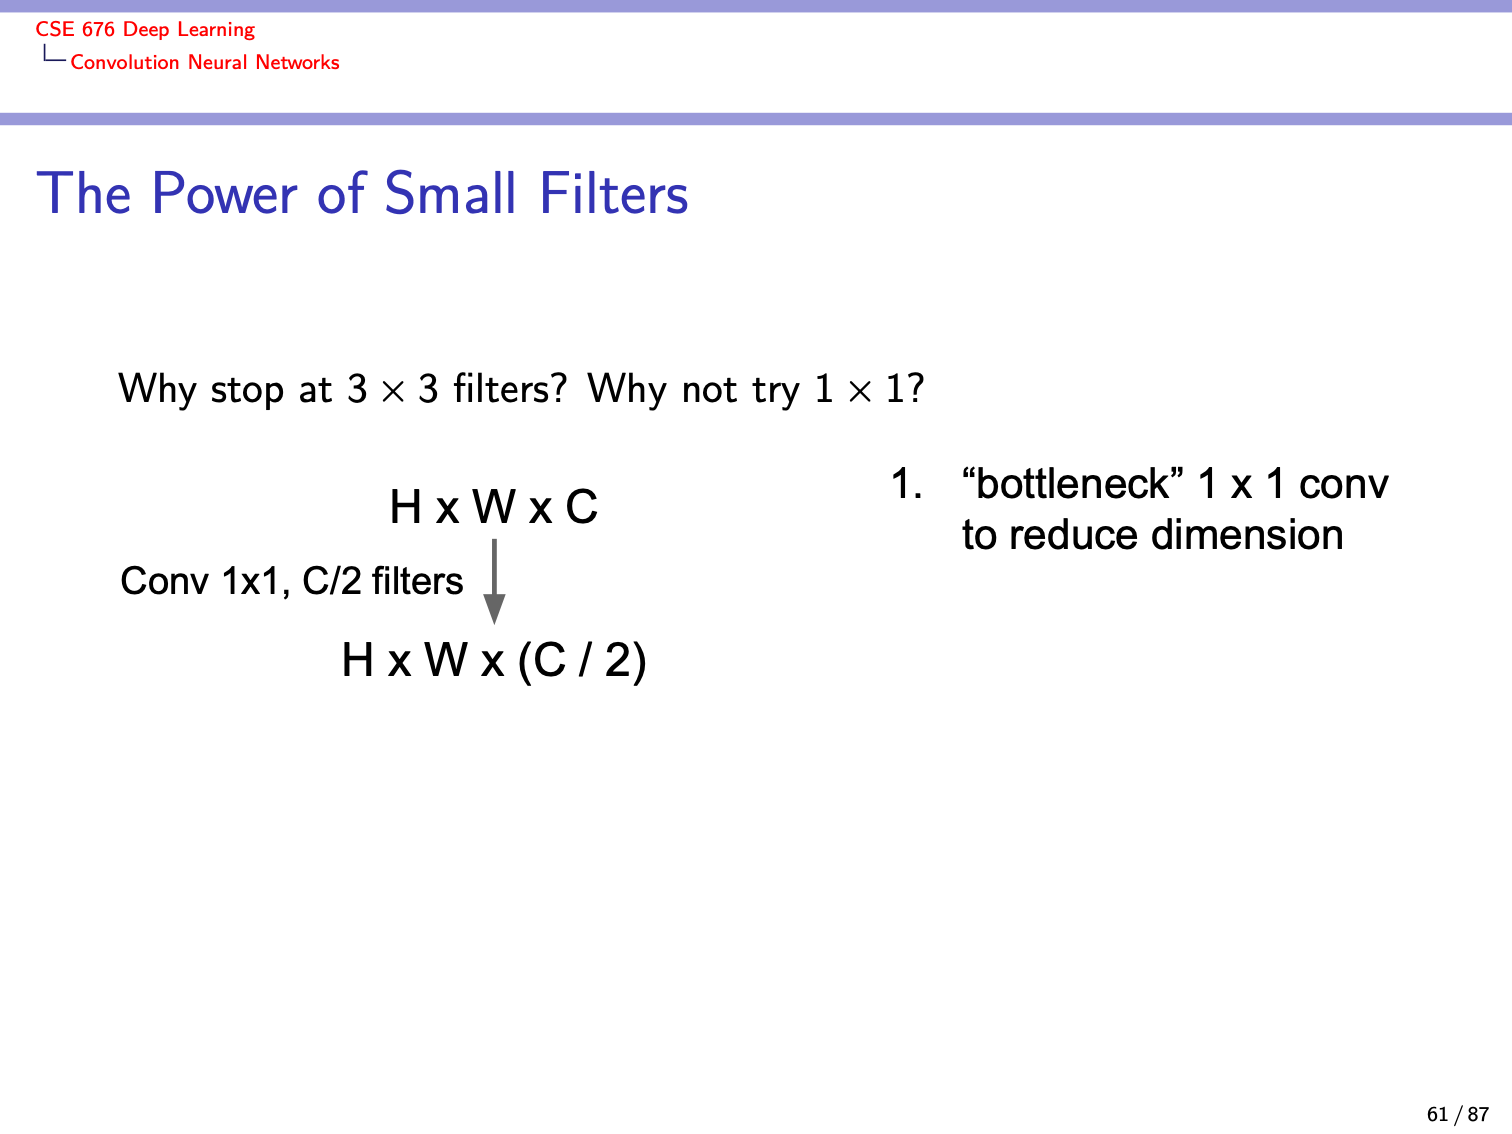 CSE 676 Deep Learning
Convolution Neural Networks
The Power of Small Filters
Why stop at 3 × 3 filters? Why not try 1 × 1?
H x W x C
Conv 1x1, C/2 filters
H x W x (C / 2)
1. “bottleneck” 1 x 1 conv
to reduce dimension
61 / 87